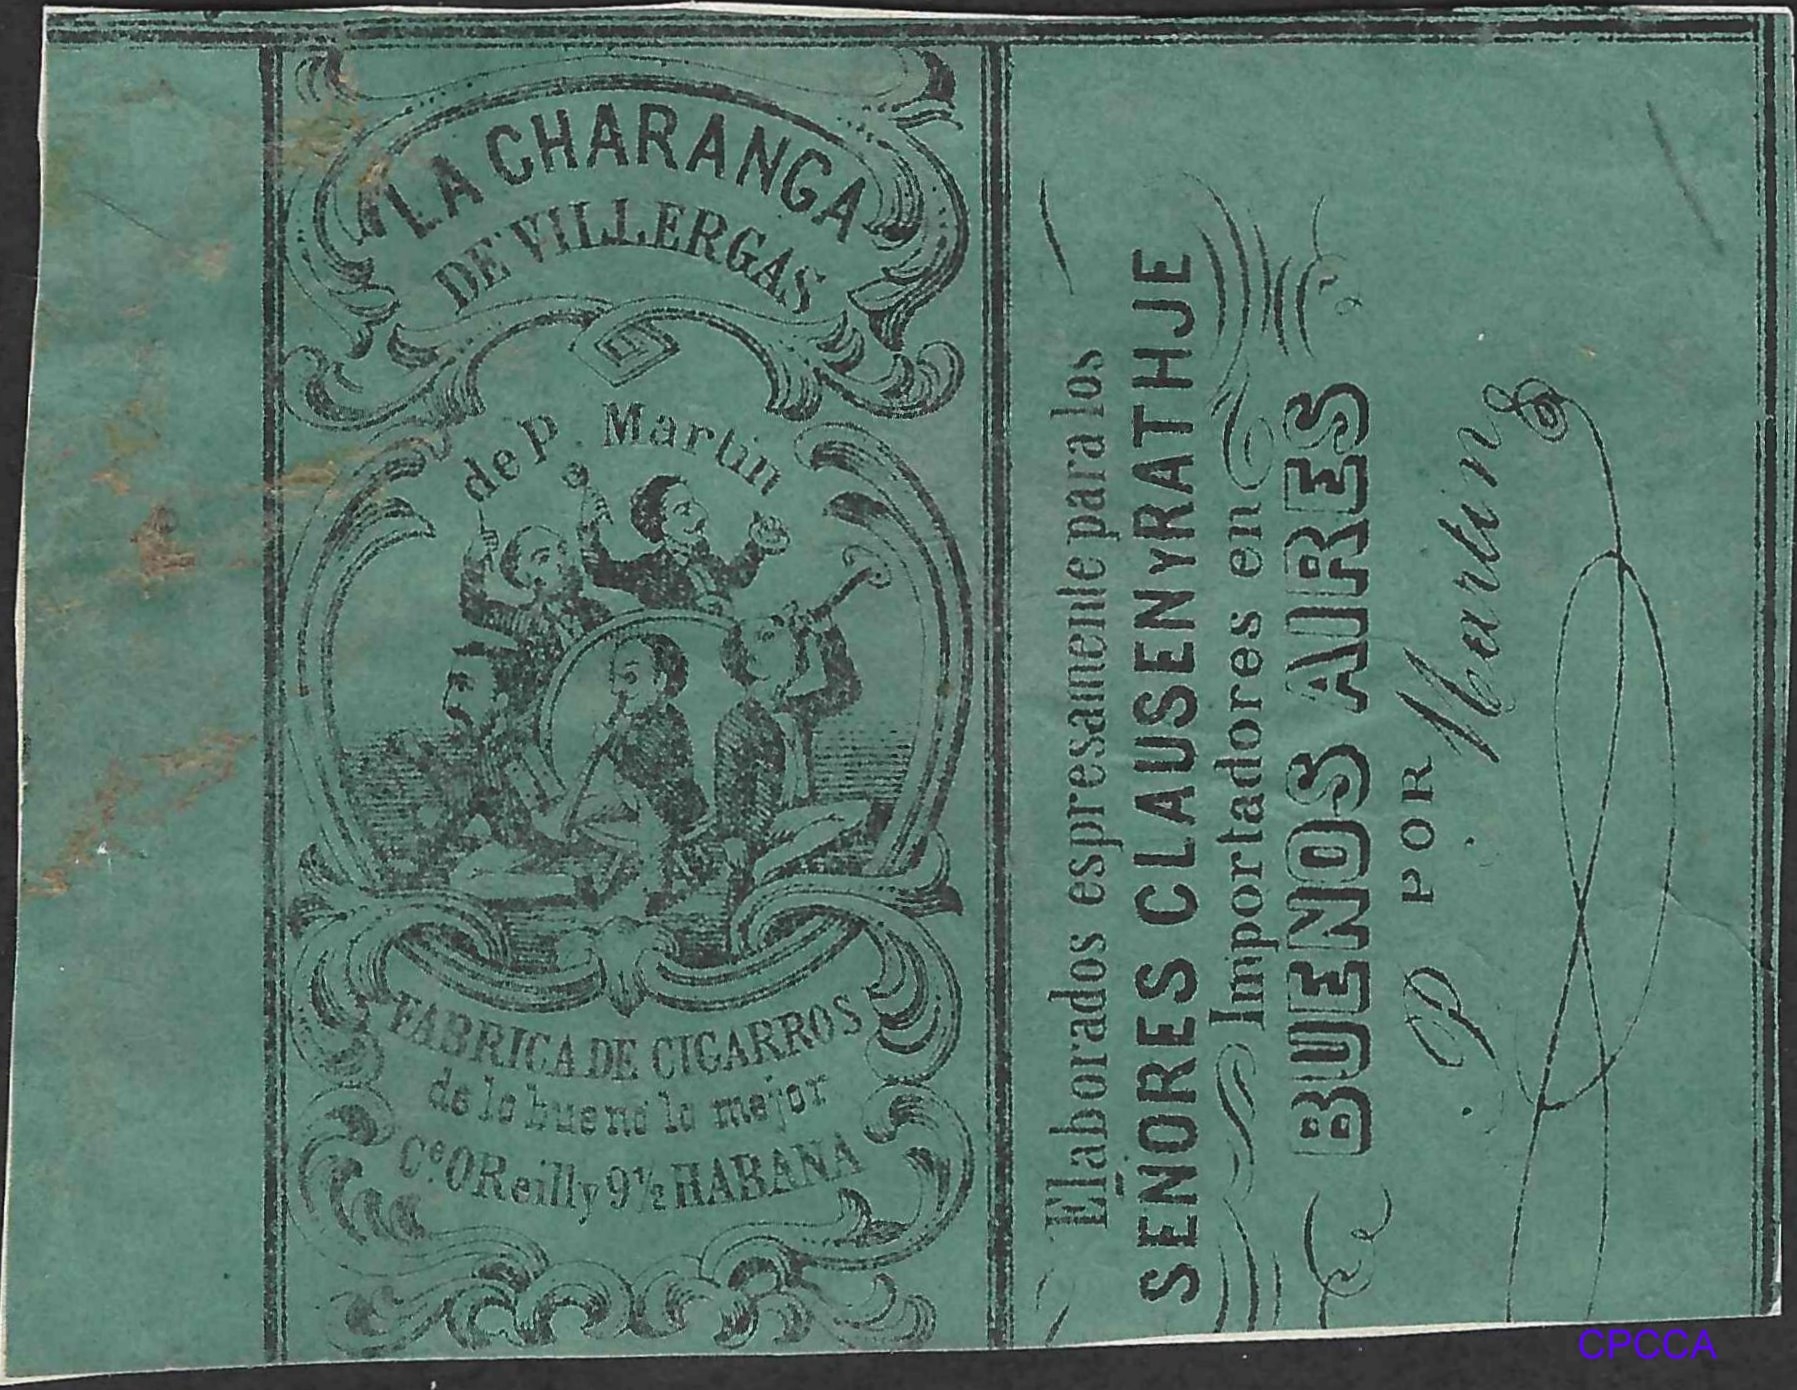 LA CHARANGA
DE VILLERGAS
de P. Martin
FABRICA DE CIGARROS
de lo bueno lo mejor
Cᵉ. O Reilly 9½ HABANA
Elaborados espresamente para los
SEÑORES CLAUSEN Y RATHJE
Importadores en
BUENOS AIRES
POR
P. Martin
CPCCA